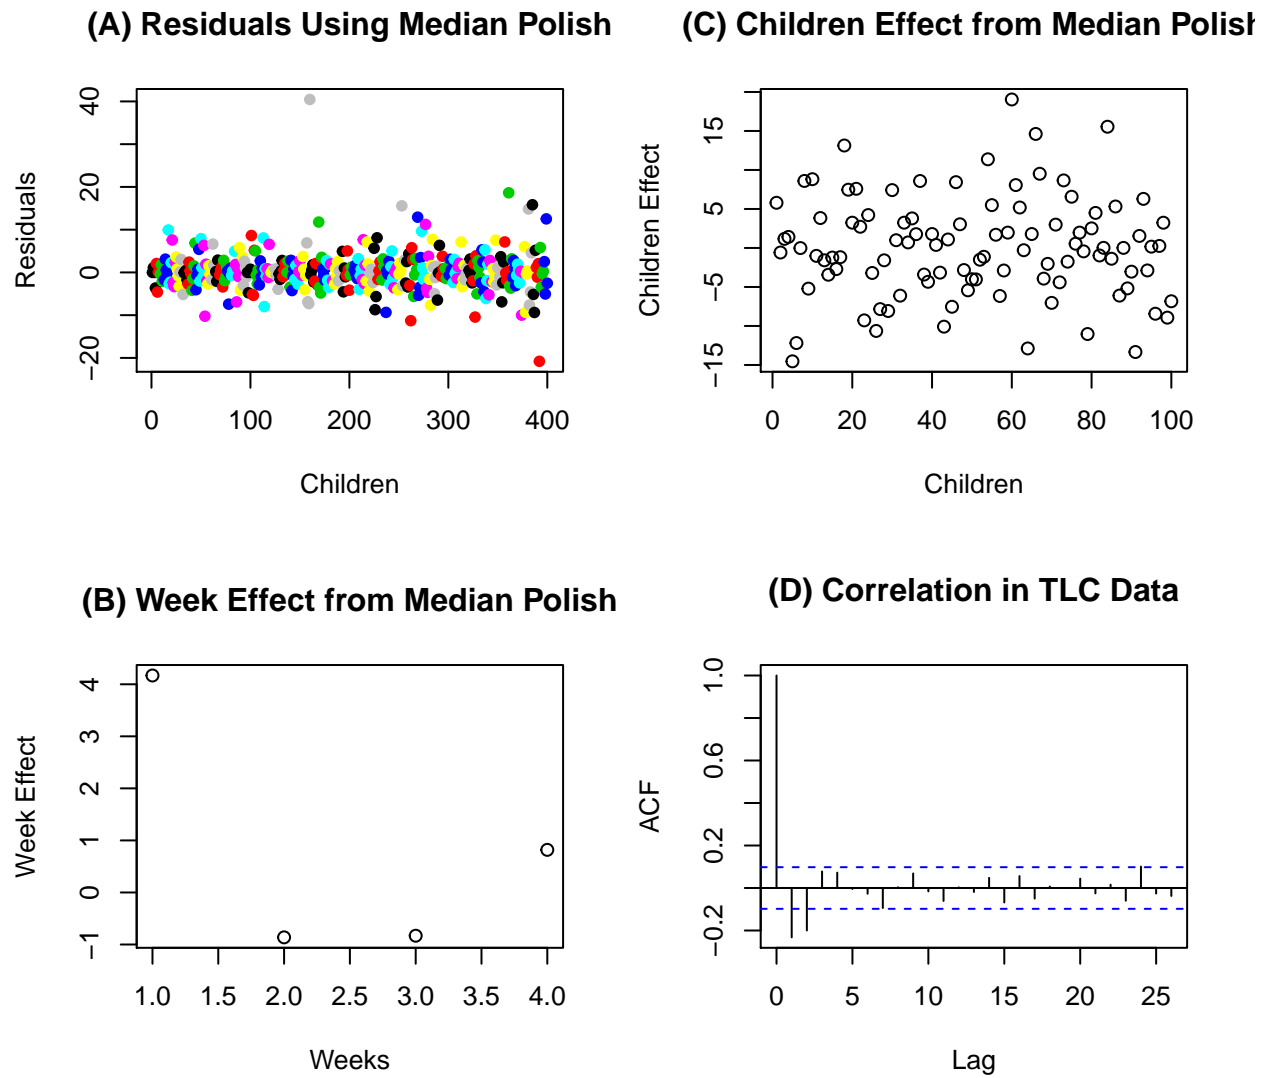 (A) Residuals Using Median Polish
Residuals
40
20
0
−20
0 100 200 300 400
Children
(C) Children Effect from Median Polish
Children Effect
15
5
−5
−15
0 20 40 60 80 100
Children
(B) Week Effect from Median Polish
Week Effect
4
3
2
1
0
−1
1.0 1.5 2.0 2.5 3.0 3.5 4.0
Weeks
(D) Correlation in TLC Data
ACF
1.0
0.6
0.2
−0.2
0 5 10 15 20 25
Lag